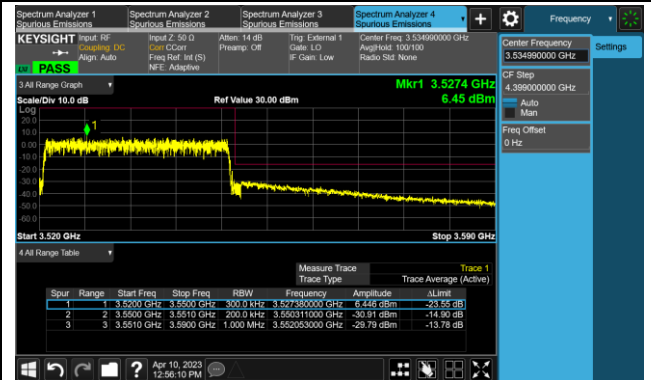 Spectrum Analyzer 1
Spurious Emissions
Spectrum Analyzer 2
Spurious Emissions
Spectrum Analyzer 3
Spurious Emissions
Spectrum Analyzer 4
Spurious Emissions
Frequency
KEYSIGHT
Input: RF
Coupling: DC
Align: Auto
Input Z: 50 Ω
Corr CCorr
Freq Ref: Int (S)
NFE: Adaptive
Atten: 14 dB
Preamp: Off
Trig: External 1
Gate: LO
IF Gain: Low
Center Freq: 3.534990000 GHz
Avg|Hold: 100/100
Radio Std: None
PASS
Center Frequency
3.534990000 GHz
Settings
CF Step
4.399000000 GHz
Auto
Man
Freq Offset
0 Hz
3 All Range Graph
Mkr1 3.5274 GHz
Scale/Div 10.0 dB
Ref Value 30.00 dBm
6.45 dBm
Log
20.0
10.0
0.00
-10.0
-20.0
-30.0
-40.0
-50.0
-60.0
1
Start 3.520 GHz
Stop 3.590 GHz
4 All Range Table
Measure Trace Trace 1
Trace Type Trace Average (Active)
Spur Range Start Freq Stop Freq RBW Frequency Amplitude ΔLimit
1 1 3.5200 GHz 3.5500 GHz 300.0 kHz 3.527380000 GHz 6.446 dBm -23.55 dB
2 2 3.5500 GHz 3.5510 GHz 200.0 kHz 3.550311000 GHz -30.91 dBm -14.90 dB
3 3 3.5510 GHz 3.5900 GHz 1.000 MHz 3.552053000 GHz -29.79 dBm -13.78 dB
Apr 10, 2023
12:56:10 PM